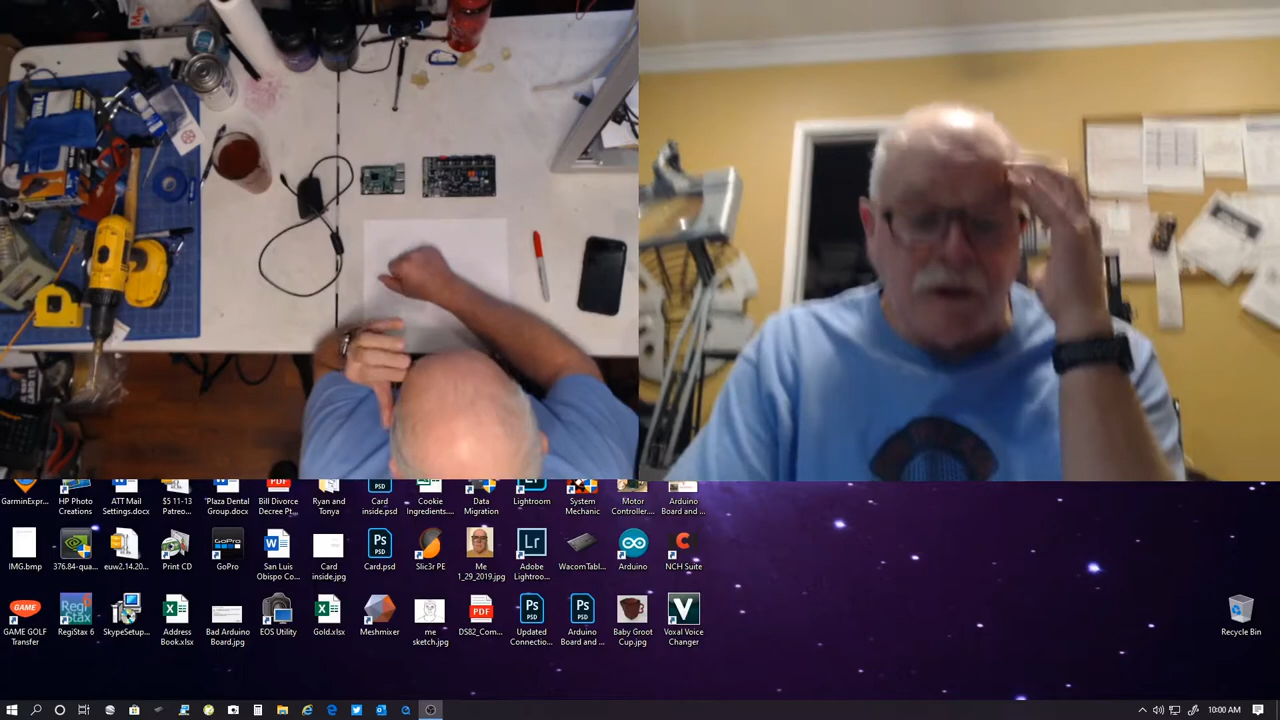 GarminExpr...
HP Photo Creations
ATT Mail Settings.docx
$5 11-13 Patreo...
'Plaza Dental Group.docx
Bill Divorce Decree Pt...
Ryan and Tonya
Card inside.psd
Cookie Ingredients...
Data Migration
Lightroom
System Mechanic
Motor Controller....
Arduino Board and ...
IMG.bmp
376.84-qua...
euw2.14.20...
Print CD
GoPro
San Luis Obispo Co...
Card inside.jpg
Card.psd
Slic3r PE
Me 1_29_2019.jpg
Adobe Lightroo...
WacomTabl...
Arduino
NCH Suite
GAME GOLF Transfer
RegiStax 6
SkypeSetup...
Address Book.xlsx
Bad Arduino Board.jpg
EOS Utility
Gold.xlsx
Meshmixer
me sketch.jpg
DS82_Com...
Updated Connectio...
Arduino Board and ...
Baby Groot Cup.jpg
Voxal Voice Changer
Recycle Bin
10:00 AM